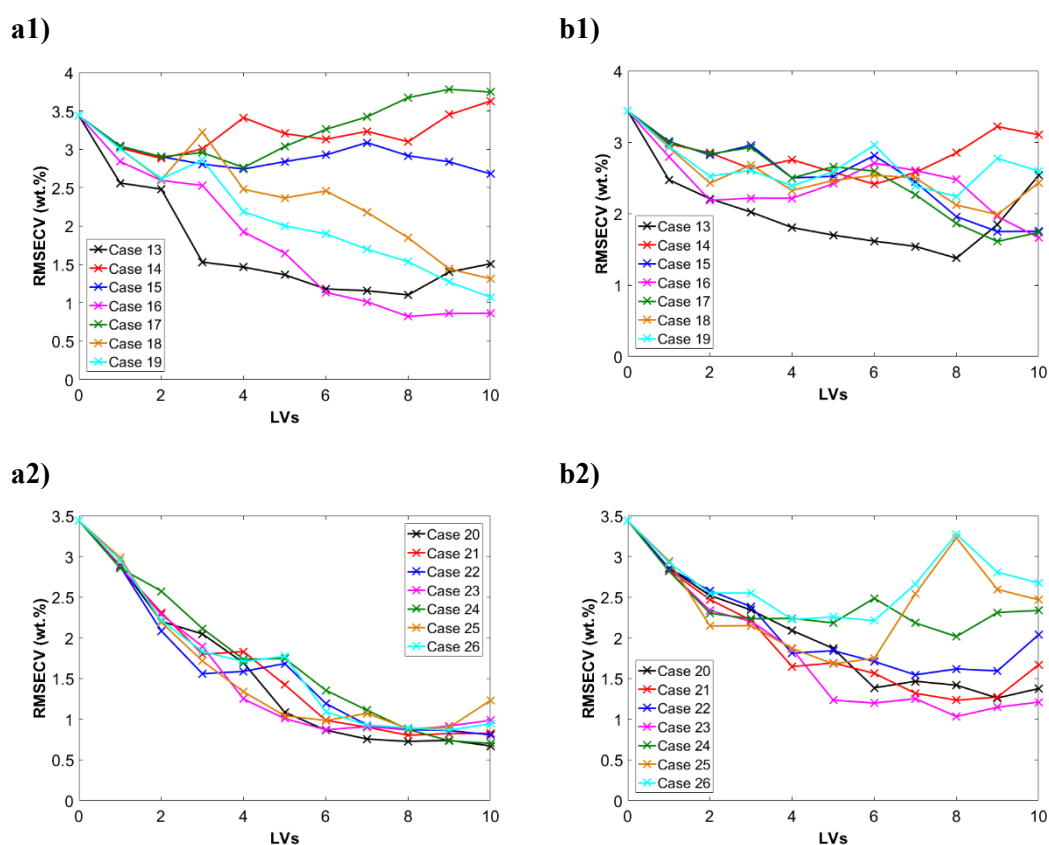 a1)
b1)
4
3.5
3
2.5
2
1.5
1
0.5
0
RMSECV (wt.%)
Case 13
Case 14
Case 15
Case 16
Case 17
Case 18
Case 19
0 2 4 6 8 10
LVs
4
3
2
1
0
RMSECV (wt.%)
Case 13
Case 14
Case 15
Case 16
Case 17
Case 18
Case 19
0 2 4 6 8 10
LVs
a2)
b2)
3.5
3
2.5
2
1.5
1
0.5
0
RMSECV (wt.%)
Case 20
Case 21
Case 22
Case 23
Case 24
Case 25
Case 26
0 2 4 6 8 10
LVs
3.5
3
2.5
2
1.5
1
0.5
0
RMSECV (wt.%)
Case 20
Case 21
Case 22
Case 23
Case 24
Case 25
Case 26
0 2 4 6 8 10
LVs